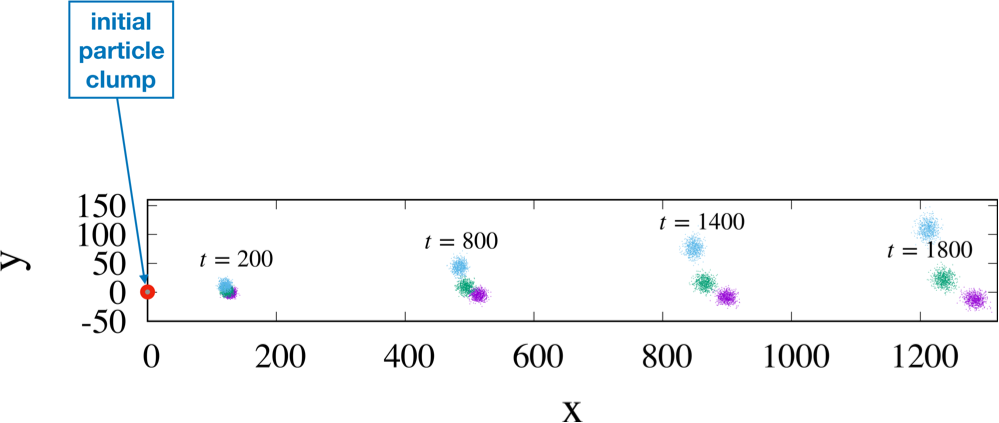 initial
particle
clump
150
100
50
0
-50
y
t = 200
t = 800
t = 1400
t = 1800
0 200 400 600 800 1000 1200
x